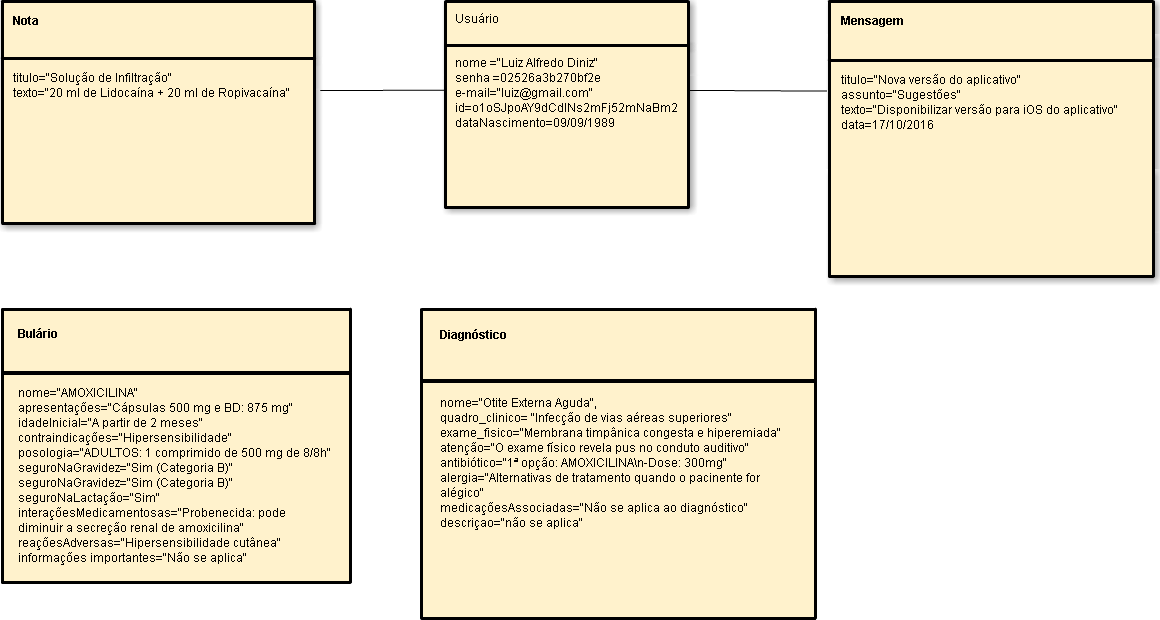 Nota
titulo="Solução de Infiltração"
texto="20 ml de Lidocaína + 20 ml de Ropivacaína"
Usuário
nome ="Luiz Alfredo Diniz"
senha =02526a3b270bf2e
e-mail="luiz@gmail.com"
id=o1oSJpoAY9dCdlNs2mFj52mNaBm2
dataNascimento=09/09/1989
Mensagem
titulo="Nova versão do aplicativo"
assunto="Sugestões"
texto="Disponibilizar versão para iOS do aplicativo"
data=17/10/2016
Bulário
nome="AMOXICILINA"
apresentações="Cápsulas 500 mg e BD: 875 mg"
idadeInicial="A partir de 2 meses"
contraindicações="Hipersensibilidade"
posologia="ADULTOS: 1 comprimido de 500 mg de 8/8h"
seguroNaGravidez="Sim (Categoria B)"
seguroNaGravidez="Sim (Categoria B)"
seguroNaLactação="Sim"
interaçõesMedicamentosas="Probenecida: pode
diminuir a secreção renal de amoxicilina"
reaçõesAdversas="Hipersensibilidade cutânea"
informações importantes="Não se aplica"
Diagnóstico
nome="Otite Externa Aguda",
quadro_clinico= "Infecção de vias aéreas superiores"
exame_fisico="Membrana timpânica congesta e hiperemiada"
atenção="O exame físico revela pus no conduto auditivo"
antibiótico="1ª opção: AMOXICILINA\n-Dose: 300mg"
alergia="Alternativas de tratamento quando o pacinente for
alégico"
medicaçõesAssociadas="Não se aplica ao diagnóstico"
descriçao="não se aplica"